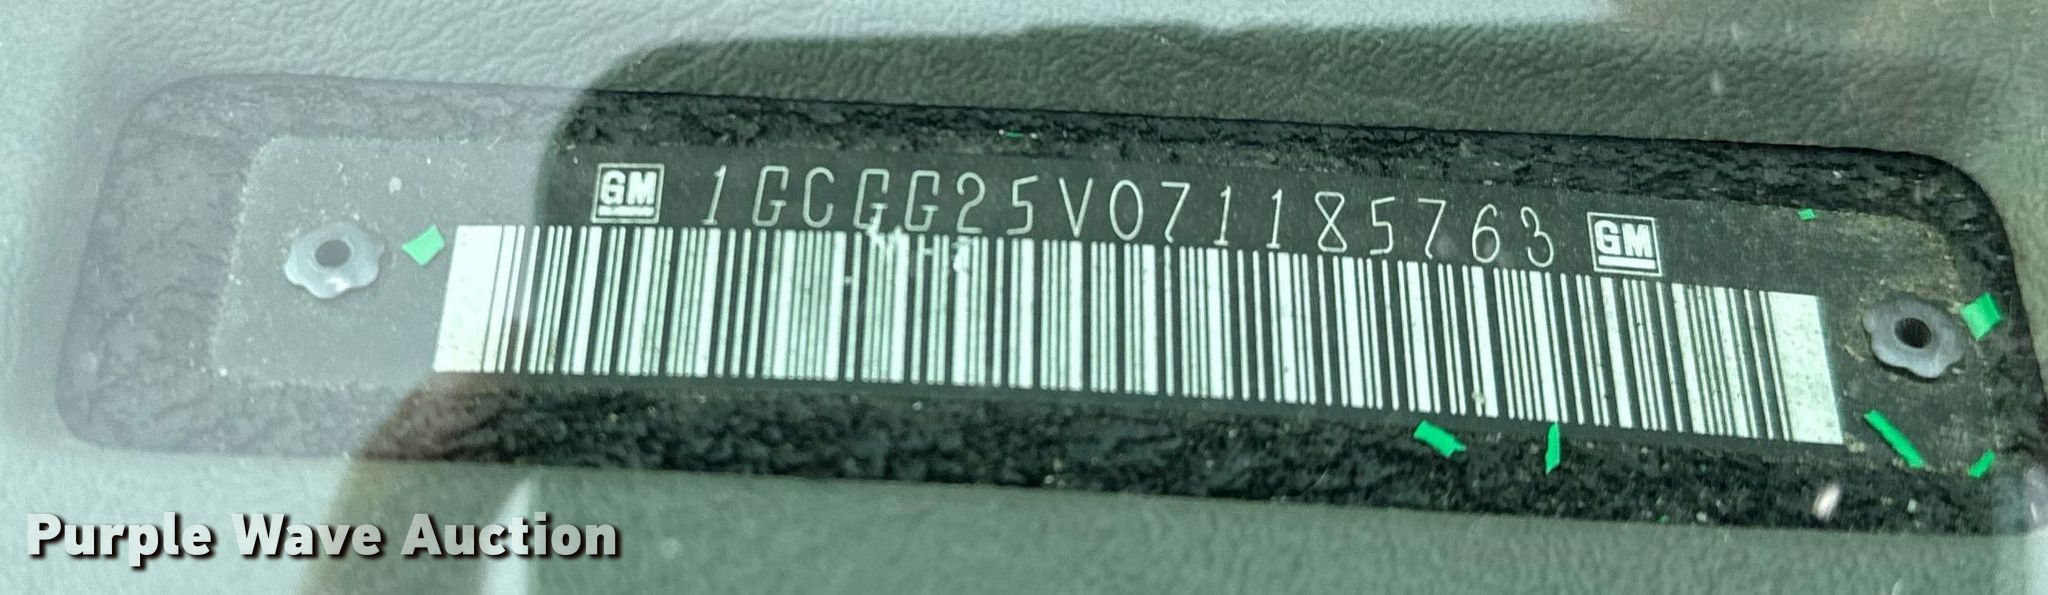 GM 1GCGG25V071185763 GM
Purple Wave Auction